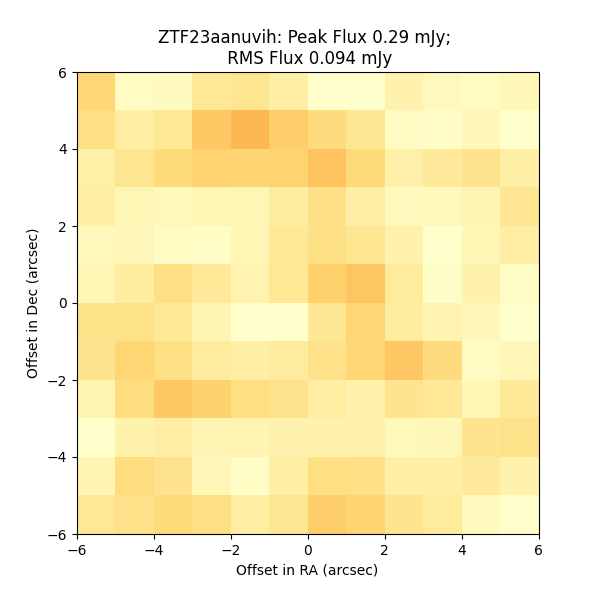 ZTF23aanuvih: Peak Flux 0.29 mJy;
RMS Flux 0.094 mJy
6
4
2
0
−2
−4
−6
Offset in Dec (arcsec)
−6 −4 −2 0 2 4 6
Offset in RA (arcsec)